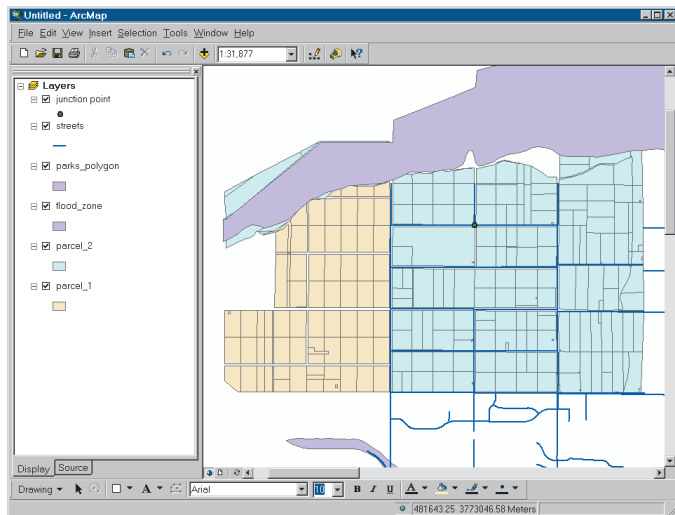 Untitled - ArcMap
File Edit View Insert Selection Tools Window Help
1:31,877
Layers
junction point
streets
parks_polygon
flood_zone
parcel_2
parcel_1
Display Source
Drawing A Arial 10 B I U A
481643.25 3773046.58 Meters